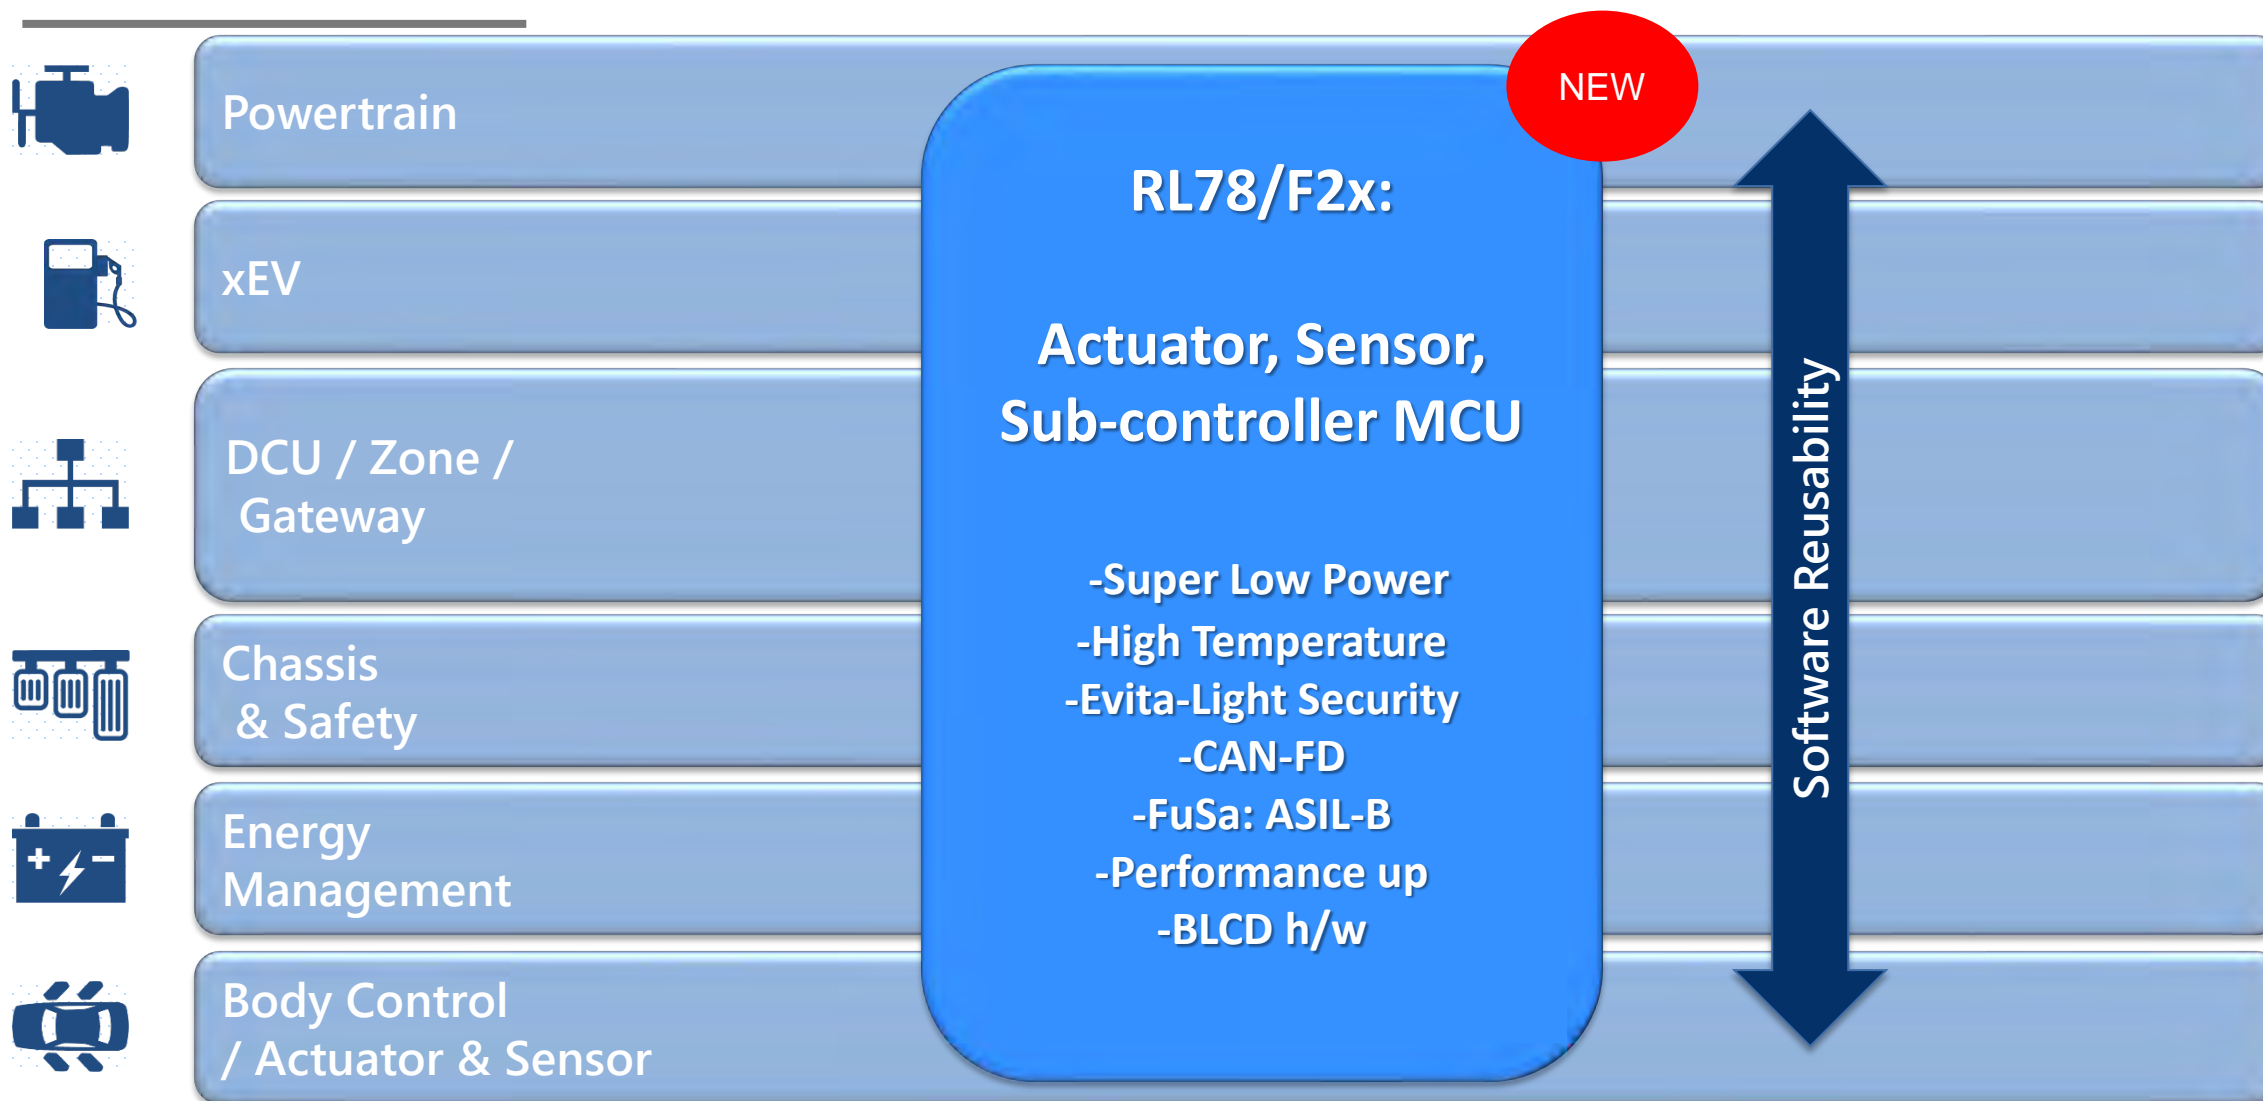 Powertrain
xEV
DCU / Zone /
Gateway
Chassis
& Safety
Energy
Management
Body Control
/ Actuator & Sensor
NEW
RL78/F2x:
Actuator, Sensor,
Sub-controller MCU
-Super Low Power
-High Temperature
-Evita-Light Security
-CAN-FD
-FuSa: ASIL-B
-Performance up
-BLCD h/w
Software Reusability